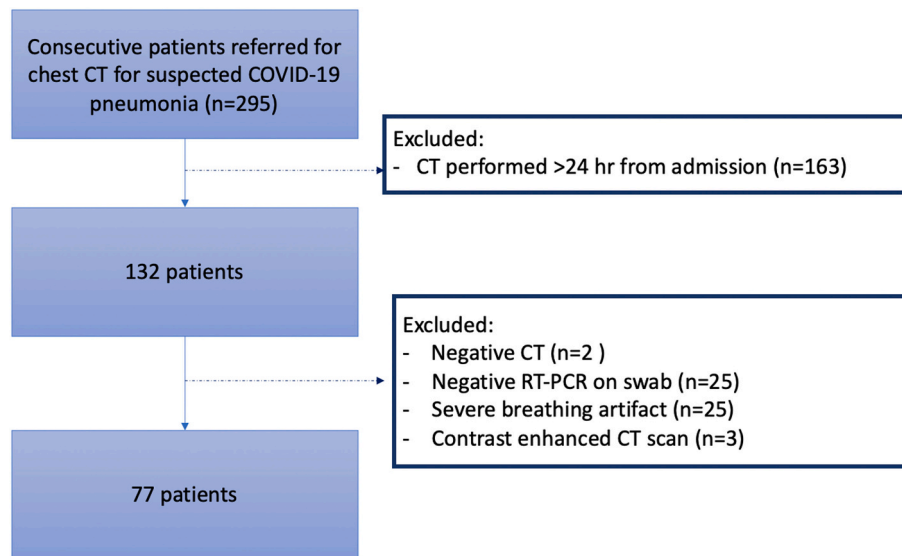 Consecutive patients referred for
chest CT for suspected COVID-19
pneumonia (n=295)
Excluded:
- CT performed >24 hr from admission (n=163)
132 patients
Excluded:
- Negative CT (n=2 )
- Negative RT-PCR on swab (n=25)
- Severe breathing artifact (n=25)
- Contrast enhanced CT scan (n=3)
77 patients